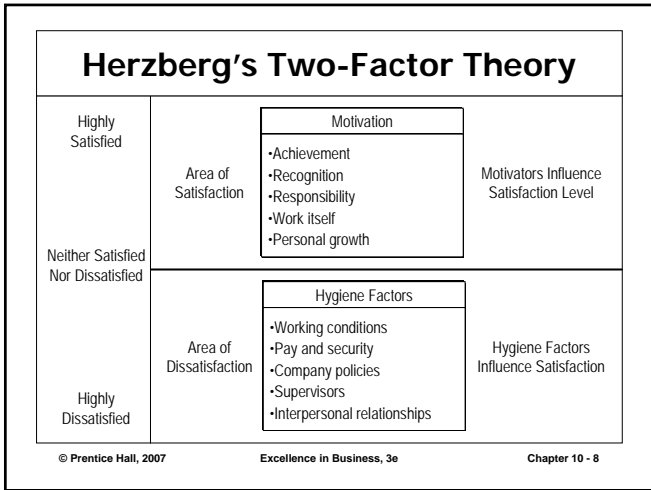 Herzberg's Two-Factor Theory
Highly
Satisfied
Neither Satisfied
Nor Dissatisfied
Highly
Dissatisfied
Area of
Satisfaction
Motivation
•Achievement
•Recognition
•Responsibility
•Work itself
•Personal growth
Motivators Influence
Satisfaction Level
Area of
Dissatisfaction
Hygiene Factors
•Working conditions
•Pay and security
•Company policies
•Supervisors
•Interpersonal relationships
Hygiene Factors
Influence Satisfaction
© Prentice Hall, 2007 Excellence in Business, 3e Chapter 10 - 8